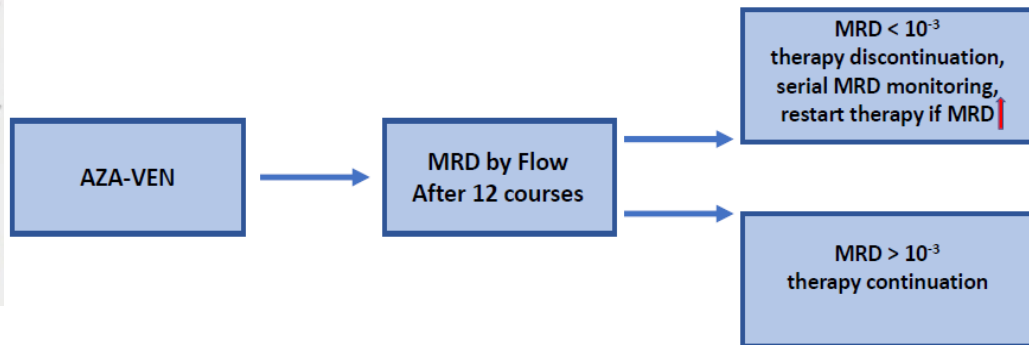 AZA-VEN
MRD by Flow
After 12 courses
MRD < 10⁻³
therapy discontinuation,
serial MRD monitoring,
restart therapy if MRD
MRD > 10⁻³
therapy continuation